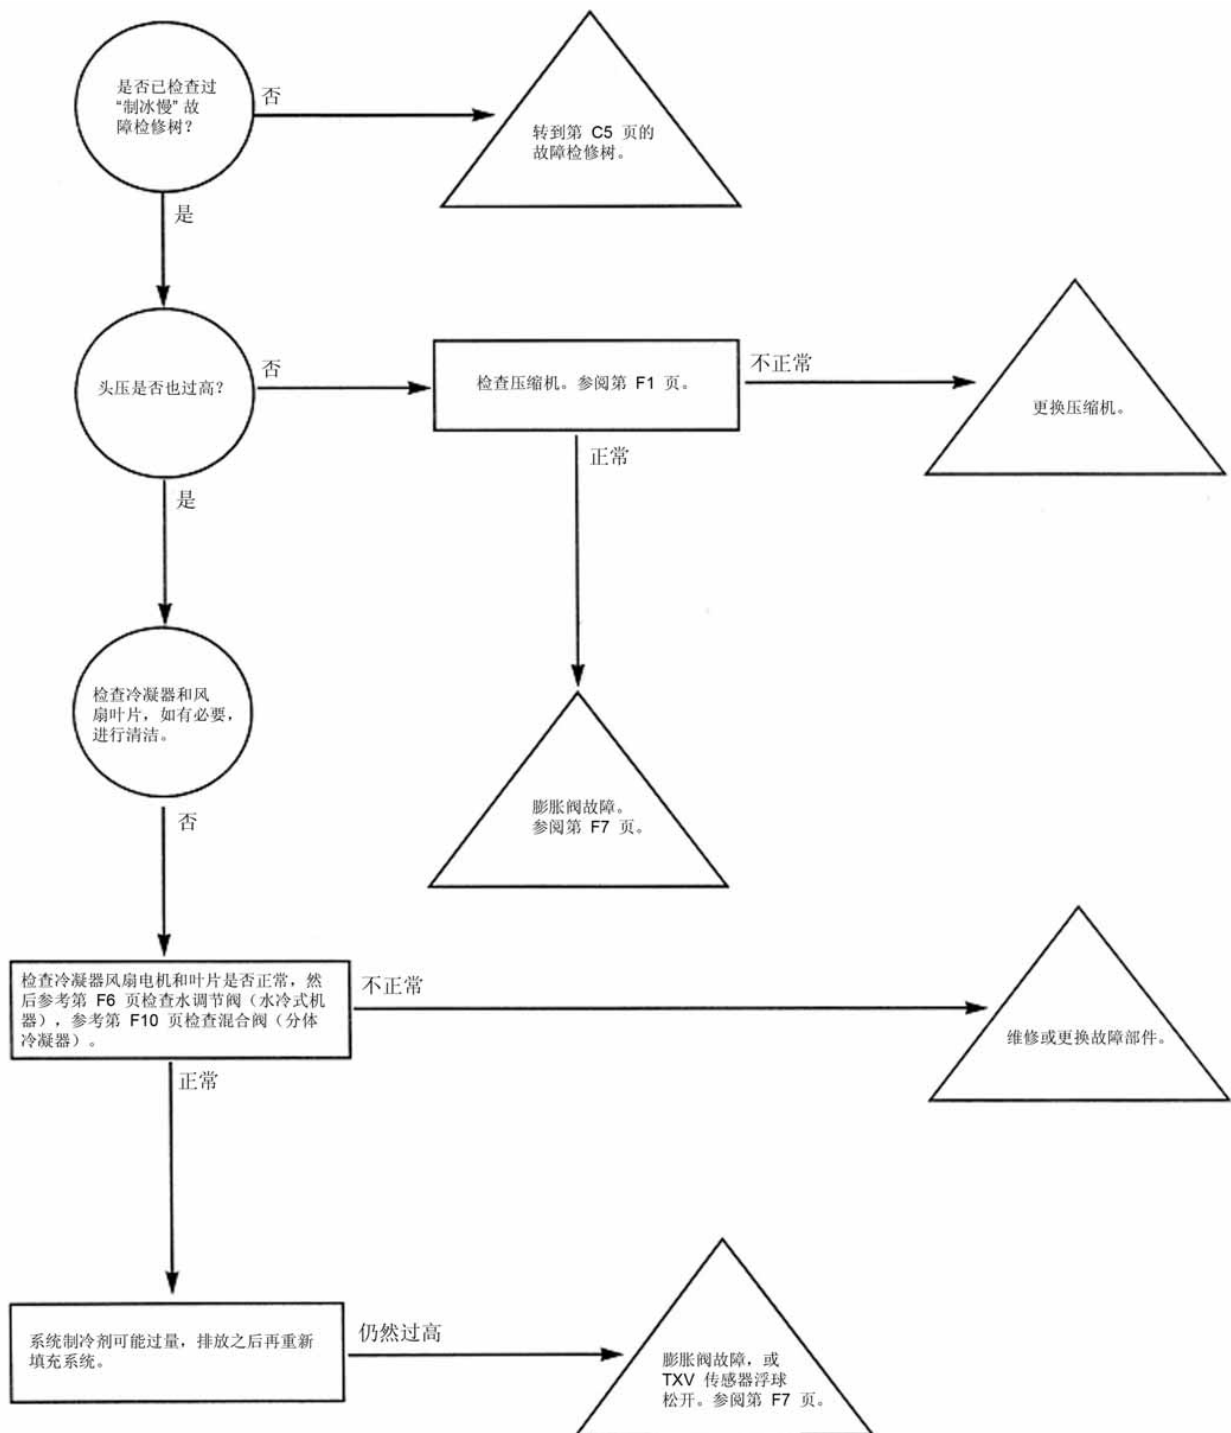 是否已检查过
“制冰慢” 故
障检修树？
否
转到第 C5 页的
故障检修树。
是
头压是否也过高？
否
检查压缩机。参阅第 F1 页。
不正常
更换压缩机。
正常
是
检查冷凝器和风
扇叶片，如有必要，
进行清洁。
膨胀阀故障。
参阅第 F7 页。
否
检查冷凝器风扇电机和叶片是否正常，然
后参考第 F6 页检查水调节阀（水冷式机
器），参考第 F10 页检查混合阀（分体
冷凝器）。
不正常
维修或更换故障部件。
正常
系统制冷剂可能过量，排放之后再重新
填充系统。
仍然过高
膨胀阀故障，或
TXV 传感器浮球
松开。参阅第 F7 页。